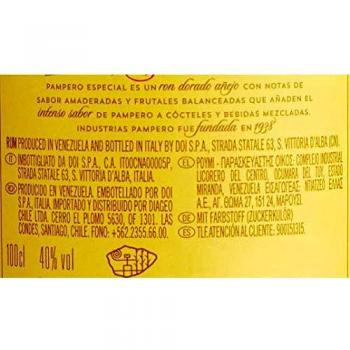 PAMPERO ESPECIAL ES UN ron dorado añejo CON NOTAS DE
SABOR AMADERADAS Y FRUTALES BALANCEADAS QUE AÑADEN EL
intenso sabor DE PAMPERO A CÓCTELES Y BEBIDAS MEZCLADAS.
INDUSTRIAS PAMPERO FUE fundada EN 1938
RUM PRODUCED IN VENEZUELA AND BOTTLED IN ITALY BY DOI S.P.A., STRADA STATALE 63, S. VITTORIA D'ALBA (CN).
IMBOTTIGLIATO DA DOI S.P.A., C.A. IT00CNA00005P,
STRADA STATALE 63, S. VITTORIA D'ALBA, ITALIA.
PRODUCIDO EN VENEZUELA, EMBOTELLADO POR DOI
SPA, ITALIA. IMPORTADO Y DISTRIBUIDO POR DIAGEO
CHILE LTDA. CERRO EL PLOMO 5630, OF 1301. LAS
CONDES, SANTIAGO, CHILE. FONO: +562.2355.66.00.
100cl 40% vol
ΡΟΥΜΙ - ΠΑΡΑΣΚΕΥΑΣΤΗΣ ΟΙΚΟΣ: COMPLEJO INDUSTRIAL
LICORERO DEL CENTRO, OCUMARA DEL TUY, ESTADO
MIRANDA, VENEZUELA ΕΙΣΑΓΩΓΕΑΣ: ΝΤΙΑΤΖΕΟ ΕΛΛΑΣ
Α.Ε., ΑΓ. ΘΩΜΑ 27, 151 24, ΜΑΡΟΥΣΙ.
MIT FARBSTOFF (ZUCKERKULÖR)
TLF. ATENCIÓN AL CLIENTE: 900151315.